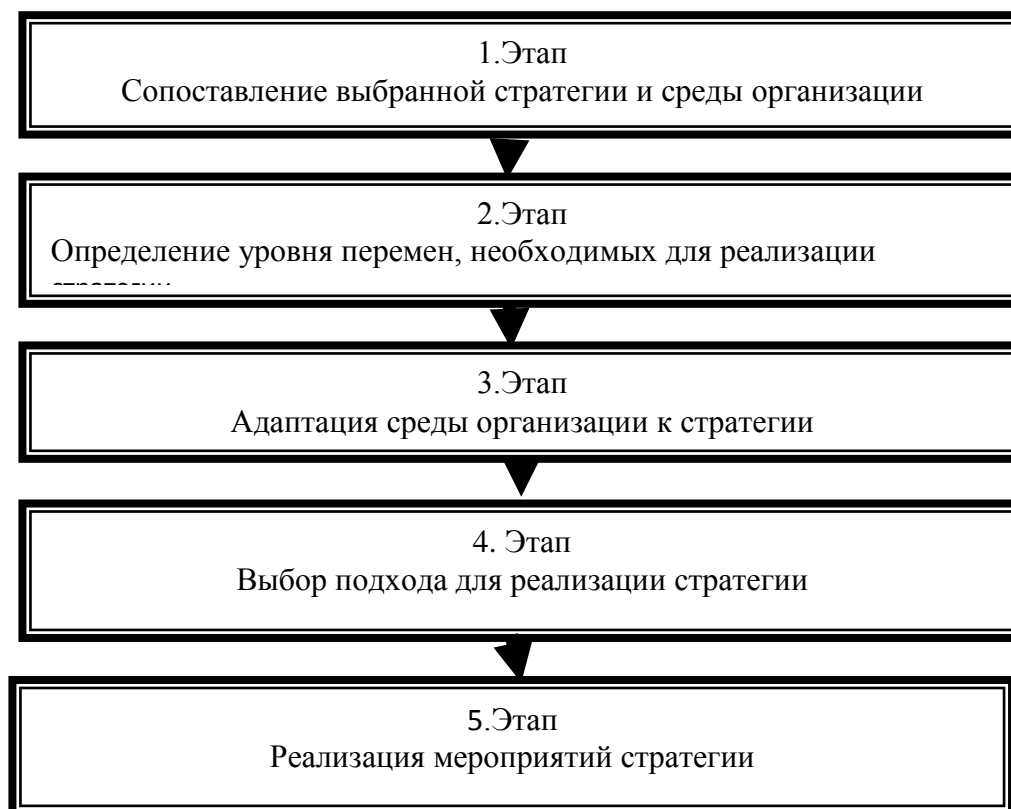 1.Этап
Сопоставление выбранной стратегии и среды организации
2.Этап
Определение уровня перемен, необходимых для реализации
3.Этап
Адаптация среды организации к стратегии
4. Этап
Выбор подхода для реализации стратегии
5.Этап
Реализация мероприятий стратегии